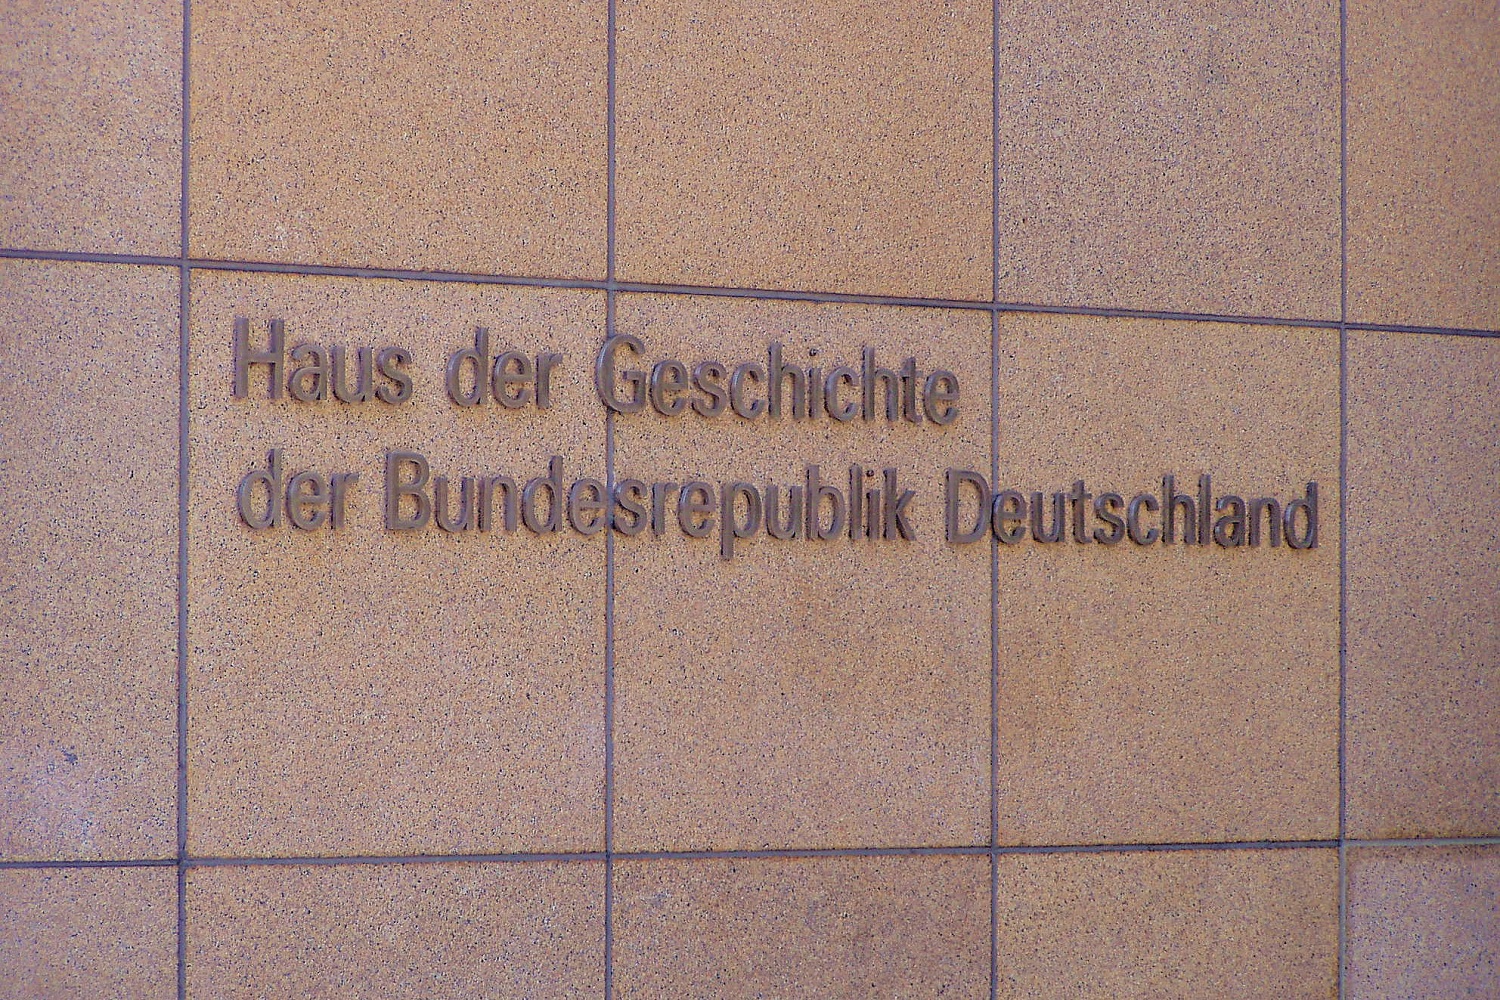 Haus der Geschichte
der Bundesrepublik Deutschland